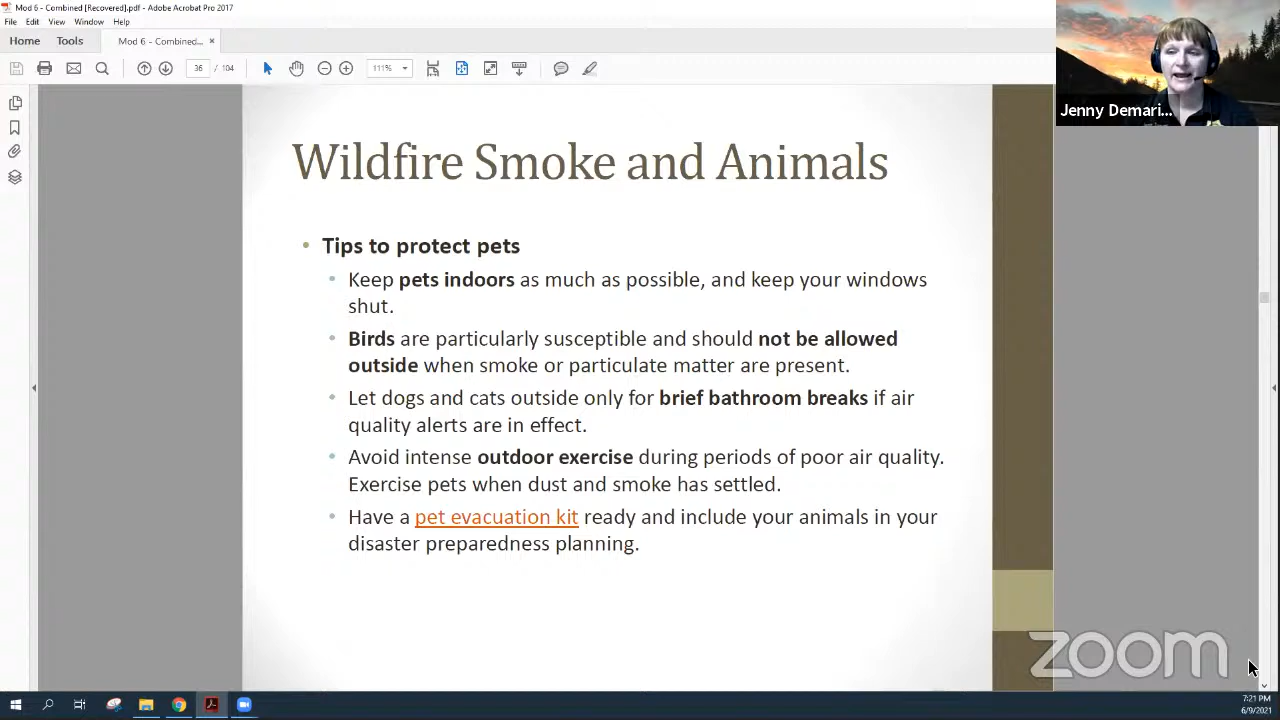 Mod 6 - Combined [Recovered].pdf - Adobe Acrobat Pro 2017
File Edit View Window Help
Home Tools Mod 6 - Combined... ×
36 / 104 111%
Jenny Demari...
Wildfire Smoke and Animals
• Tips to protect pets
• Keep pets indoors as much as possible, and keep your windows
shut.
• Birds are particularly susceptible and should not be allowed
outside when smoke or particulate matter are present.
• Let dogs and cats outside only for brief bathroom breaks if air
quality alerts are in effect.
• Avoid intense outdoor exercise during periods of poor air quality.
Exercise pets when dust and smoke has settled.
• Have a pet evacuation kit ready and include your animals in your
disaster preparedness planning.
zoom
7:21 PM
6/9/2021